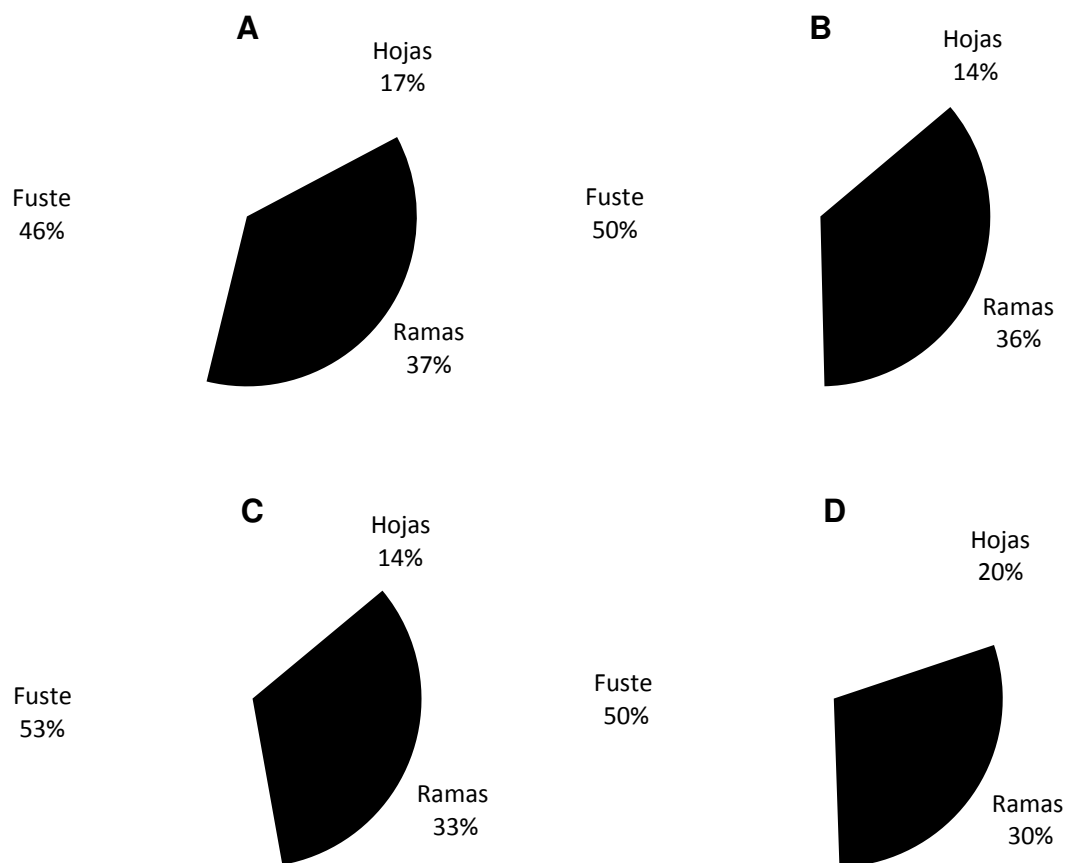 A
Hojas
17%
Fuste
46%
Ramas
37%
B
Hojas
14%
Fuste
50%
Ramas
36%
C
Hojas
14%
Fuste
53%
Ramas
33%
D
Hojas
20%
Fuste
50%
Ramas
30%